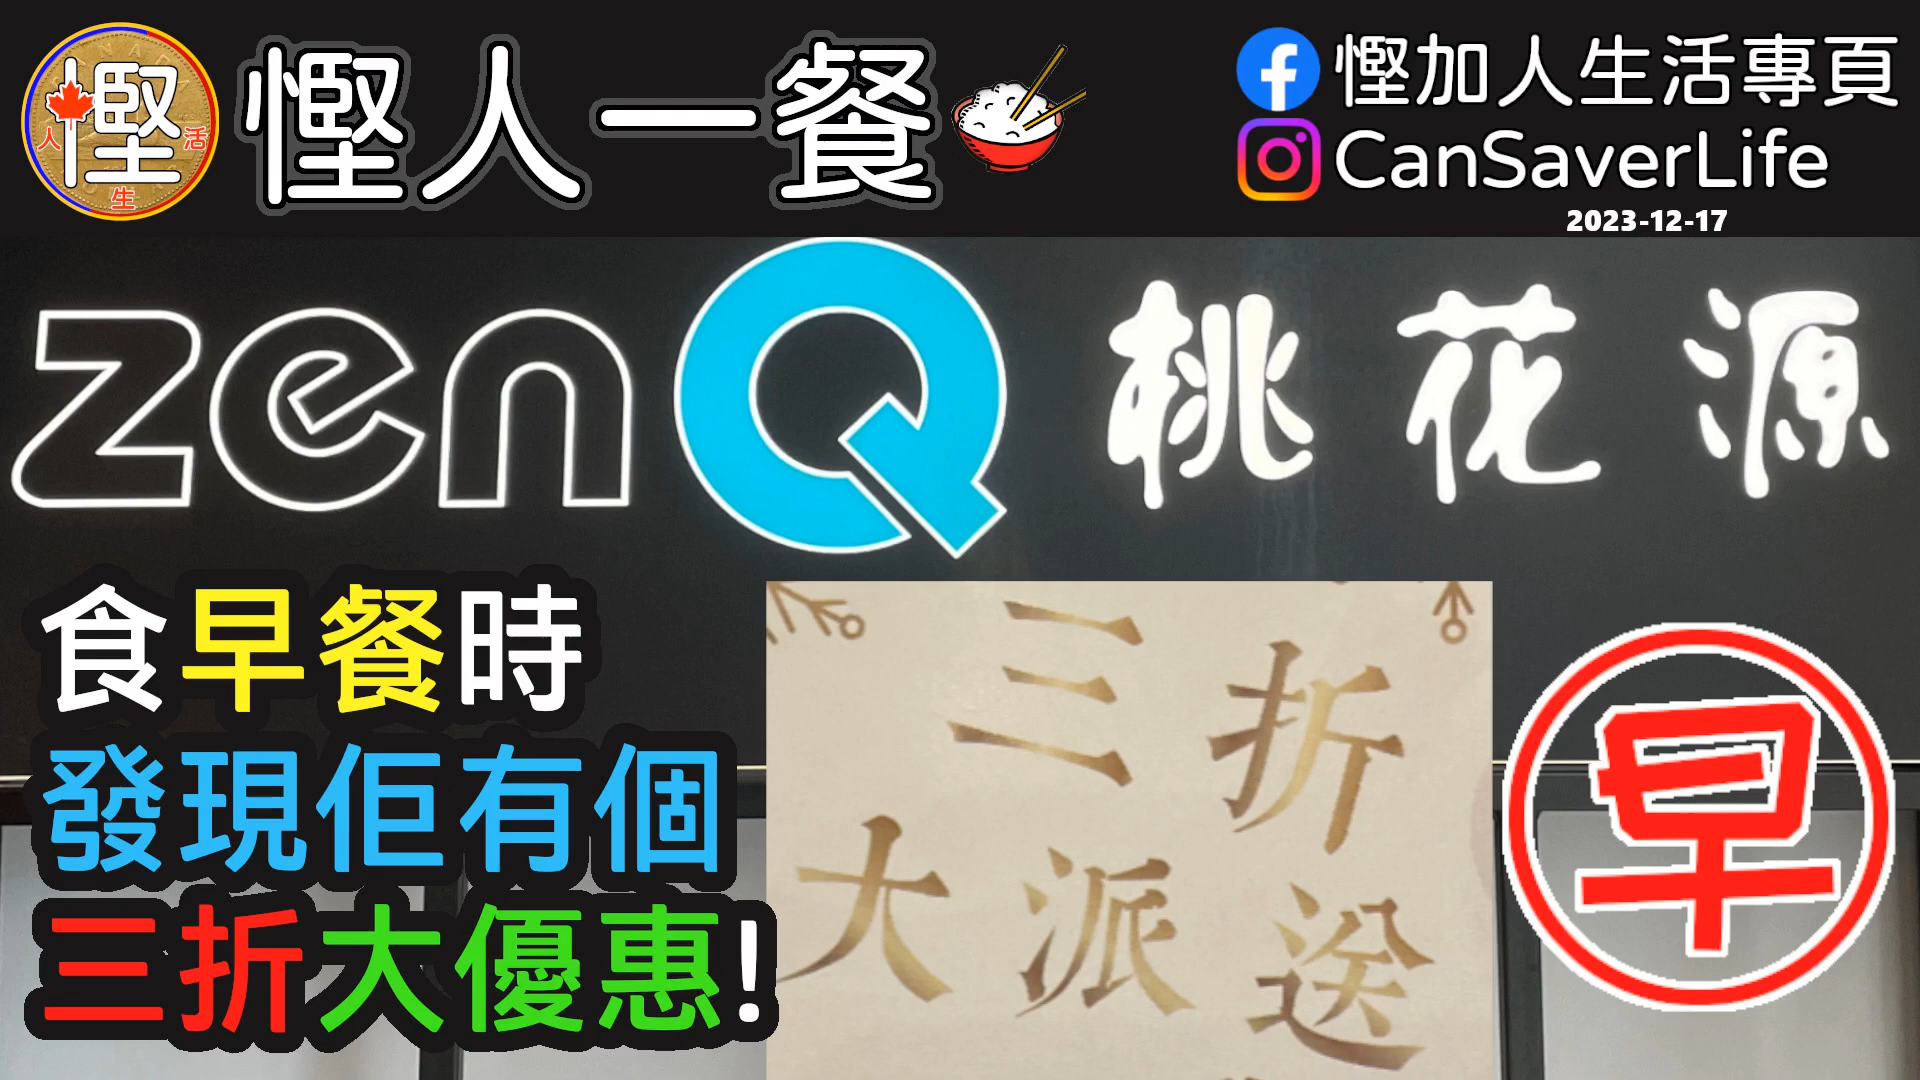 慳
人 活
生
慳人一餐
慳加人生活專頁
CanSaverLife
2023-12-17
zenQ 桃花源
食早餐時
發現佢有個
三折大優惠!
三折
大派送
早